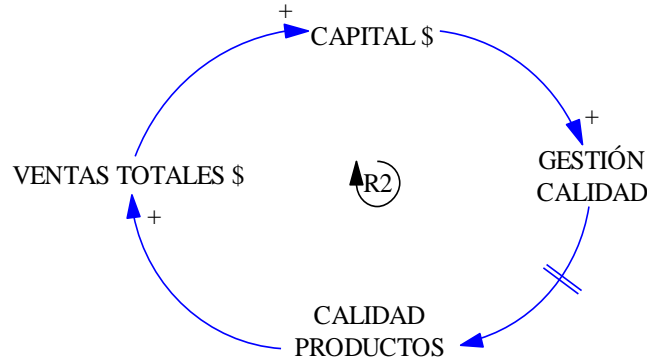 +
CAPITAL $
+
GESTIÓN
CALIDAD
VENTAS TOTALES $
R2
+
CALIDAD
PRODUCTOS